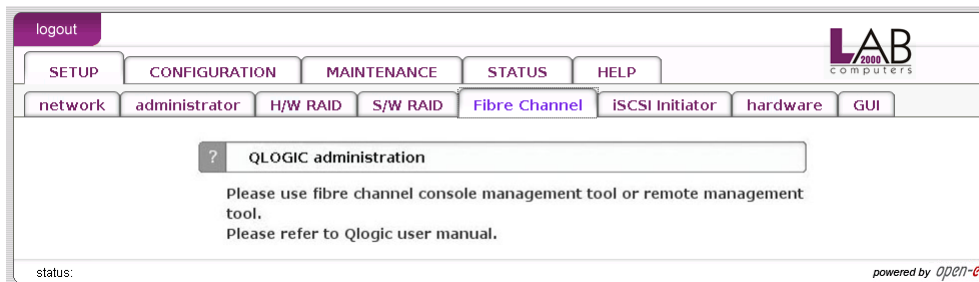 logout
LAB
2000
computers
SETUP CONFIGURATION MAINTENANCE STATUS HELP
network administrator H/W RAID S/W RAID Fibre Channel iSCSI Initiator hardware GUI
? QLOGIC administration
Please use fibre channel console management tool or remote management
tool.
Please refer to Qlogic user manual.
status:
powered by open-e